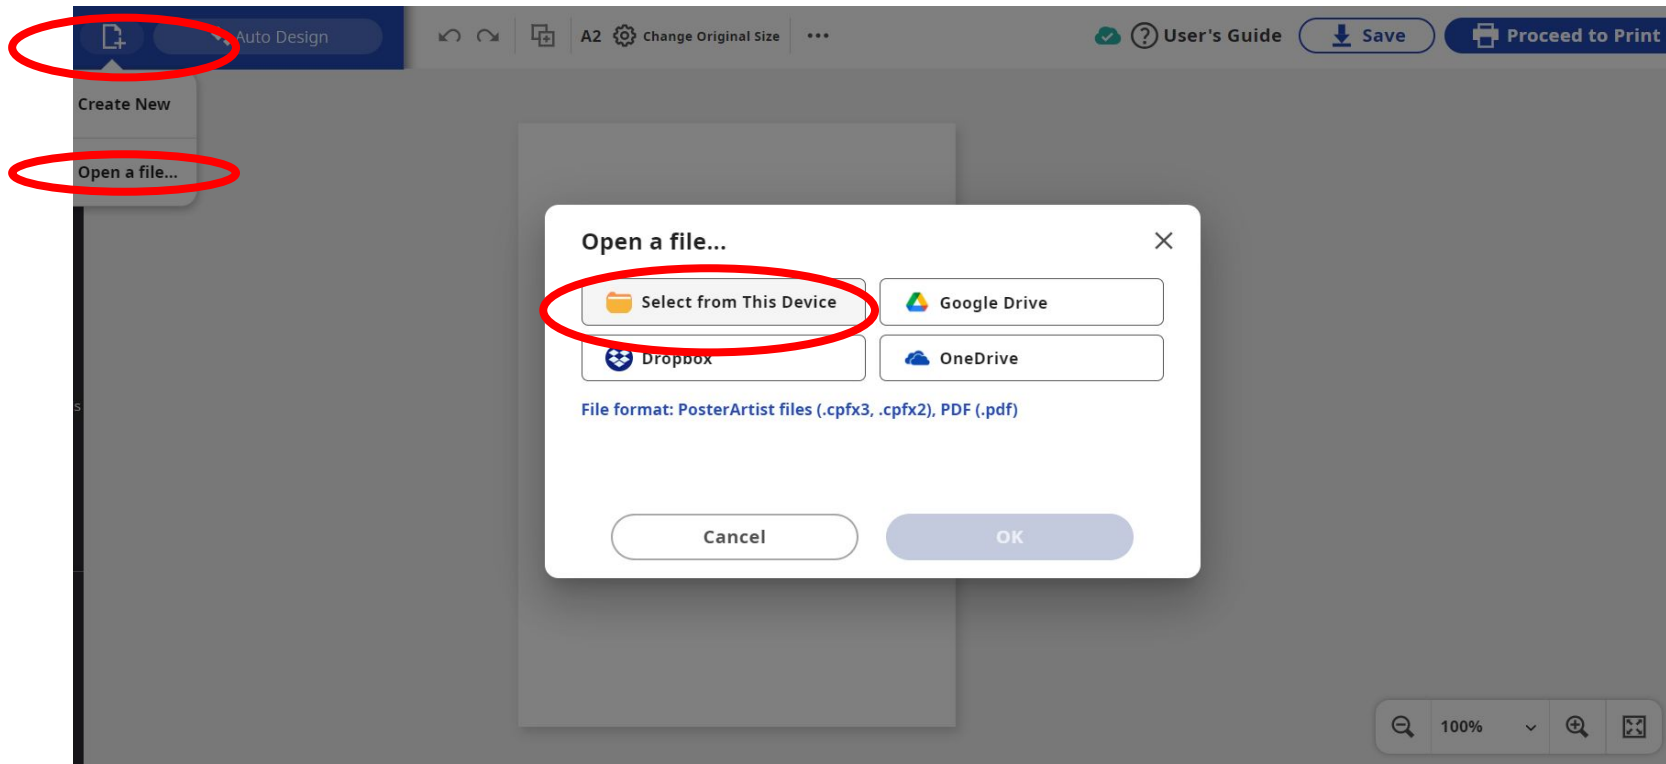 Auto Design
A2 Change Original Size
User's Guide
Save
Proceed to Print
Create New
Open a file...
Open a file...
Select from This Device
Google Drive
Dropbox
OneDrive
File format: PosterArtist files (.cpfx3, .cpfx2), PDF (.pdf)
Cancel
OK
s
100%